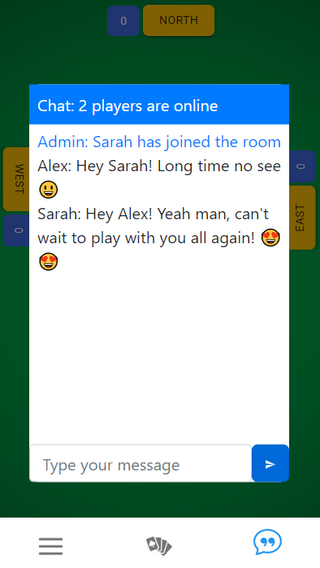 0 NORTH
Chat: 2 players are online
Admin: Sarah has joined the room
Alex: Hey Sarah! Long time no see
😃
Sarah: Hey Alex! Yeah man, can't
wait to play with you all again! 😍
😍
WEST
0
0
EAST
Type your message